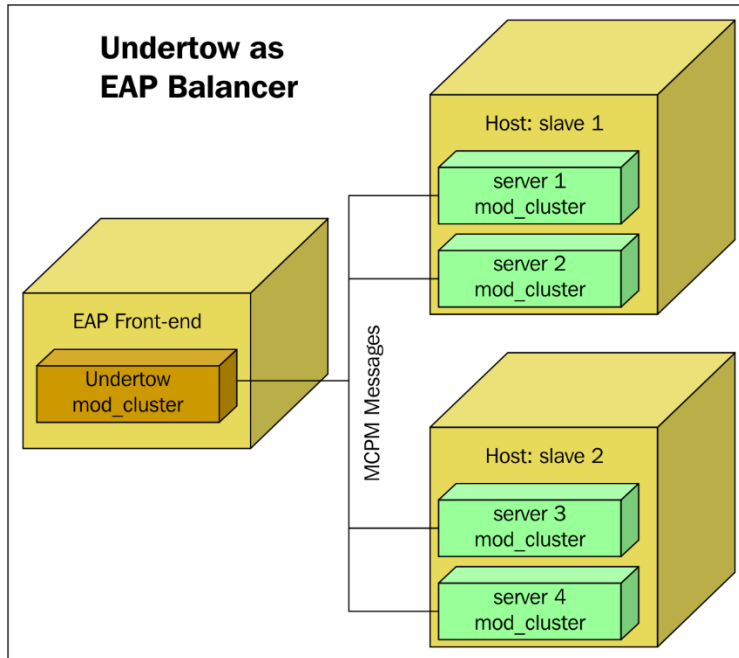 Undertow as
EAP Balancer
Host: slave 1
server 1
mod_cluster
server 2
mod_cluster
EAP Front-end
Undertow
mod_cluster
MCPM Messages
Host: slave 2
server 3
mod_cluster
server 4
mod_cluster